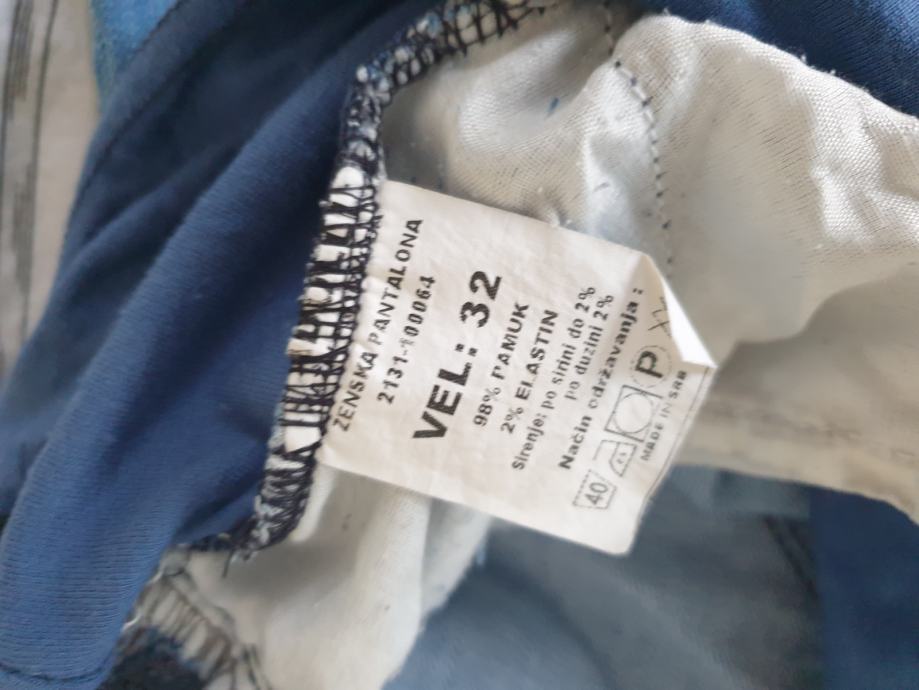 ŽENSKA PANTALONA
2131-100064
VEL: 32
98% PAMUK
2% ELASTIN
Sirenje: po sirini do 2%
po duzini 2%
Način održavanja:
40 P
MADE IN SRB